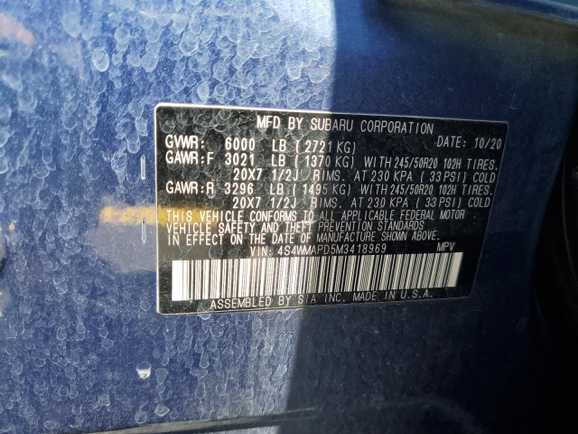 MFD BY SUBARU CORPORATION
GVWR: 6000 LB ( 2721 KG) DATE: 10/20
GAWR:F 3021 LB ( 1370 KG) WITH 245/50R20 102H TIRES.
20X7 1/2J RIMS. AT 230 KPA ( 33 PSI) COLD
GAWR:R 3296 LB ( 1495 KG) WITH 245/50R20 102H TIRES.
20X7 1/2J RIMS. AT 230 KPA ( 33 PSI) COLD
THIS VEHICLE CONFORMS TO ALL APPLICABLE FEDERAL MOTOR
VEHICLE SAFETY AND THEFT PREVENTION STANDARDS
IN EFFECT ON THE DATE OF MANUFACTURE SHOWN ABOVE.
VIN: 4S4WMAPD5M3418969 MPV
ASSEMBLED BY SIA INC. MADE IN U.S.A.